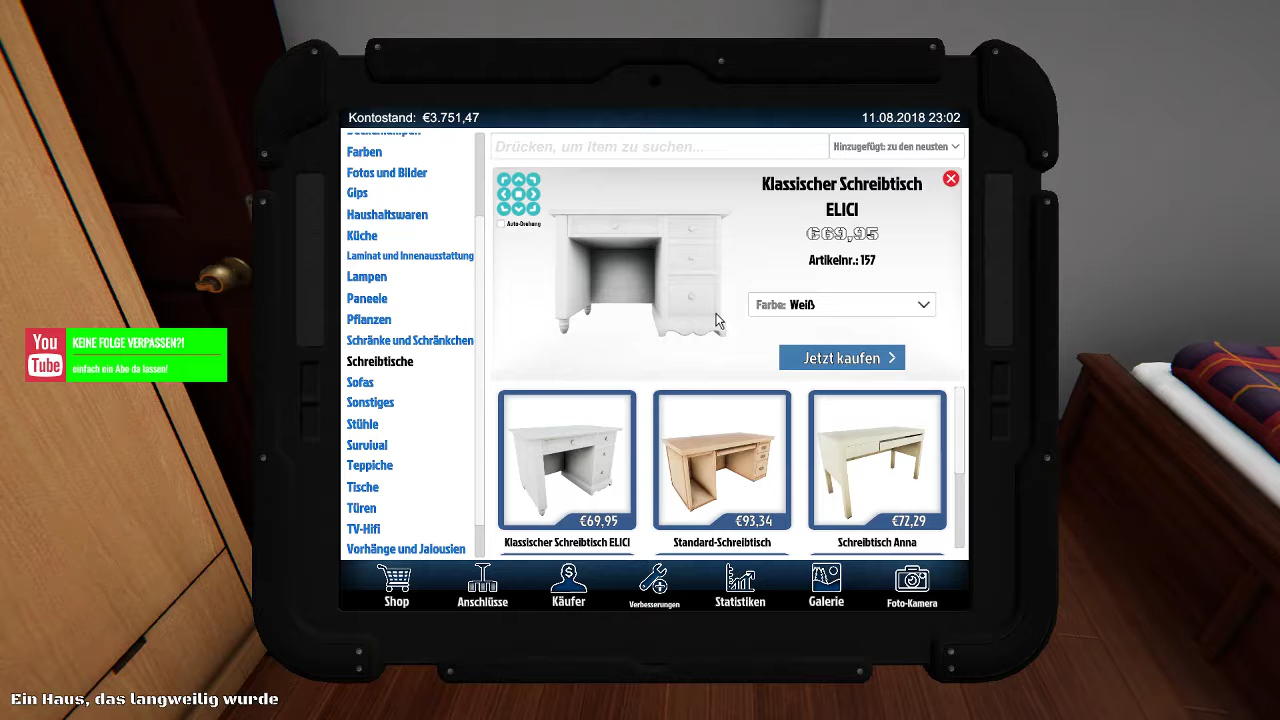 Kontostand: €3.751,47
11.08.2018 23:02
Farben
Fotos und Bilder
Gips
Haushaltswaren
Küche
Laminat und Innenausstattung
Lampen
Paneele
Pflanzen
Schränke und Schränkchen
Schreibtische
Sofas
Sonstiges
Stühle
Survival
Teppiche
Tische
Türen
TV-Hifi
Vorhänge und Jalousien
Drücken, um Item zu suchen...
Hinzugefügt: zu den neusten
Auto-Drehung
Klassischer Schreibtisch
ELICI
€69,95
Artikelnr.: 157
Farbe: Weiß
Jetzt kaufen
€69,95
€93,34
€72,29
Klassischer Schreibtisch ELICI
Standard-Schreibtisch
Schreibtisch Anna
Shop
Anschlüsse
Käufer
Verbesserungen
Statistiken
Galerie
Foto-Kamera
You
Tube
KEINE FOLGE VERPASSEN?!
einfach ein Abo da lassen!
Ein Haus, das langweilig wurde